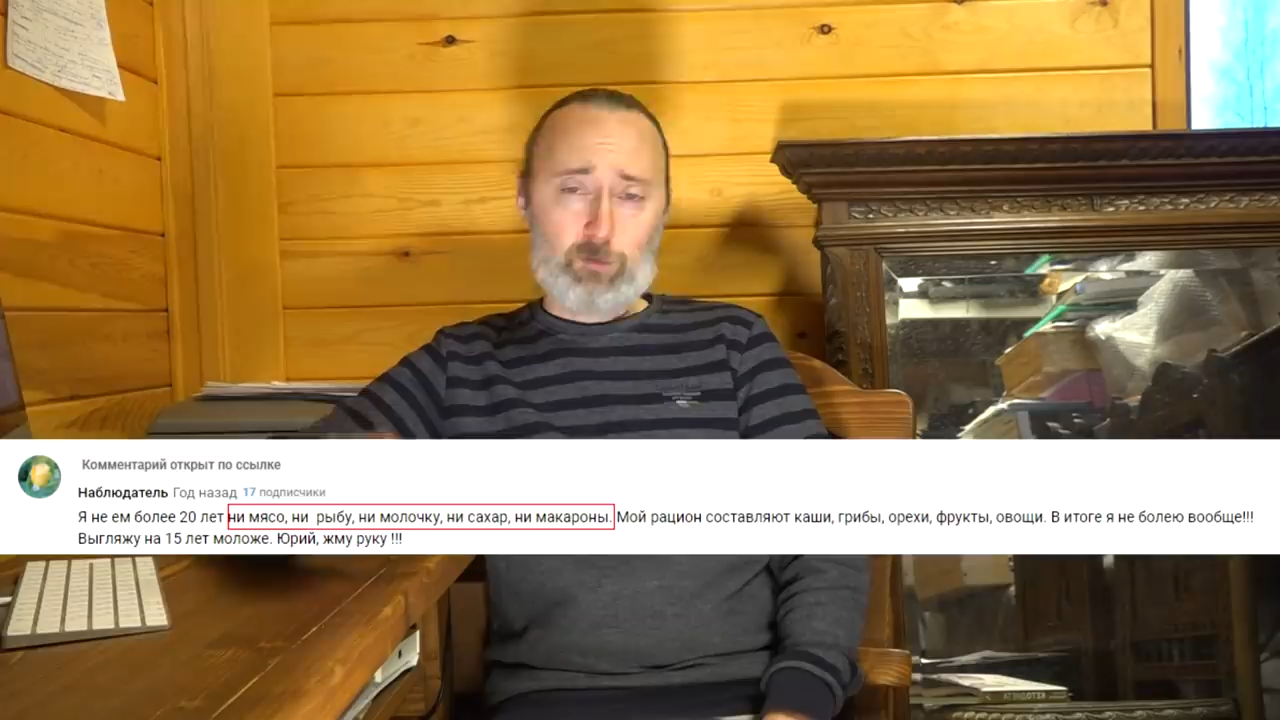 Комментарий открыт по ссылке
Наблюдатель Год назад 17 подписчики
Я не ем более 20 лет ни мясо, ни рыбу, ни молочку, ни сахар, ни макароны. Мой рацион составляют каши, грибы, орехи, фрукты, овощи. В итоге я не болею вообще!!!
Выгляжу на 15 лет моложе. Юрий, жму руку !!!